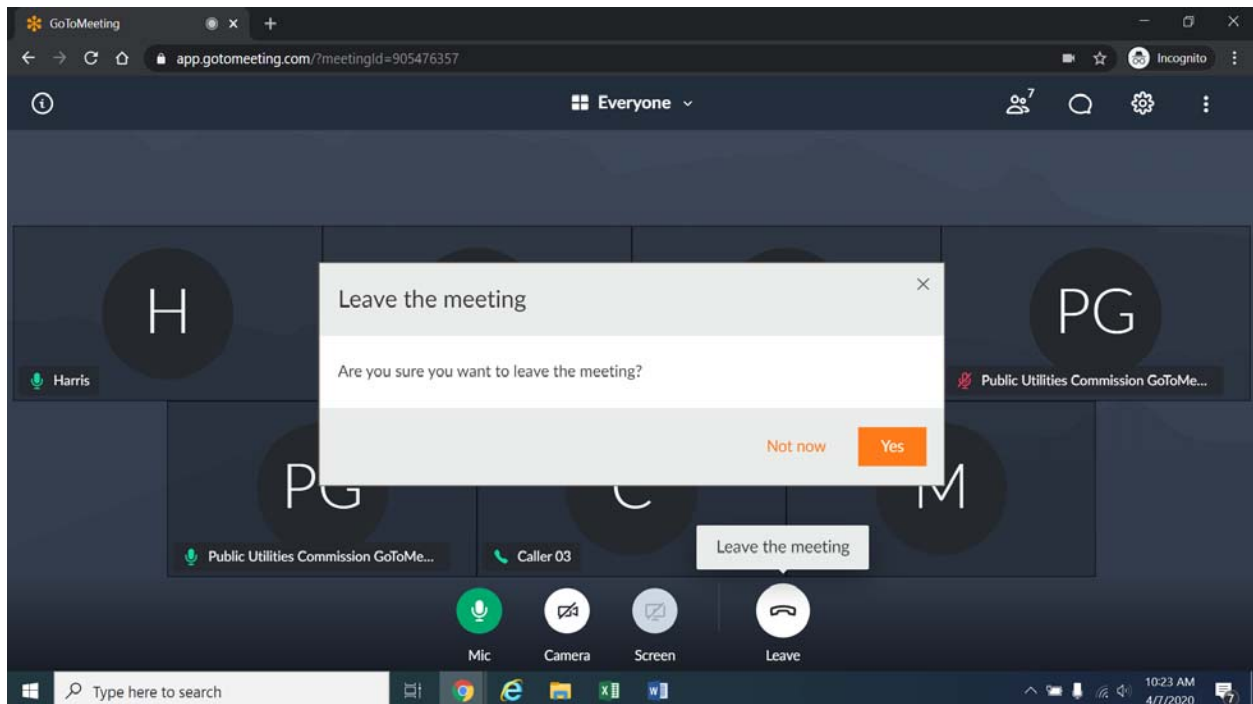 GoToMeeting
app.gotomeeting.com/?meetingId=905476357
Incognito
Everyone
7
Leave the meeting
Are you sure you want to leave the meeting?
Not now
Yes
H
PG
Harris
Public Utilities Commission GoToMe...
PG
C
M
Public Utilities Commission GoToMe...
Caller 03
Leave the meeting
Mic
Camera
Screen
Leave
Type here to search
10:23 AM
4/7/2020
7